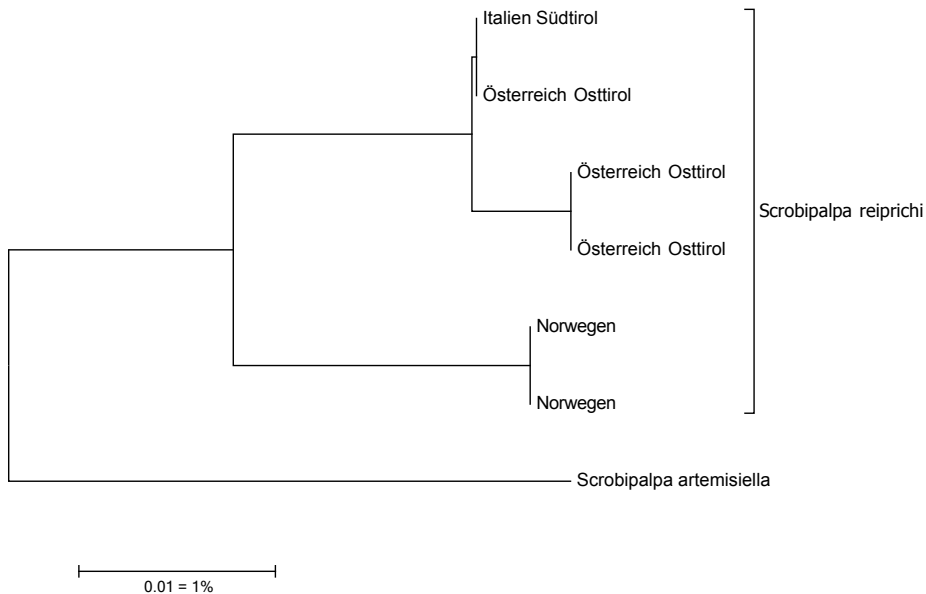 Italien Südtirol
Österreich Osttirol
Österreich Osttirol
Scrobipalpa reiprichi
Österreich Osttirol
Norwegen
Norwegen
Scrobipalpa artemisiella
0.01 = 1%